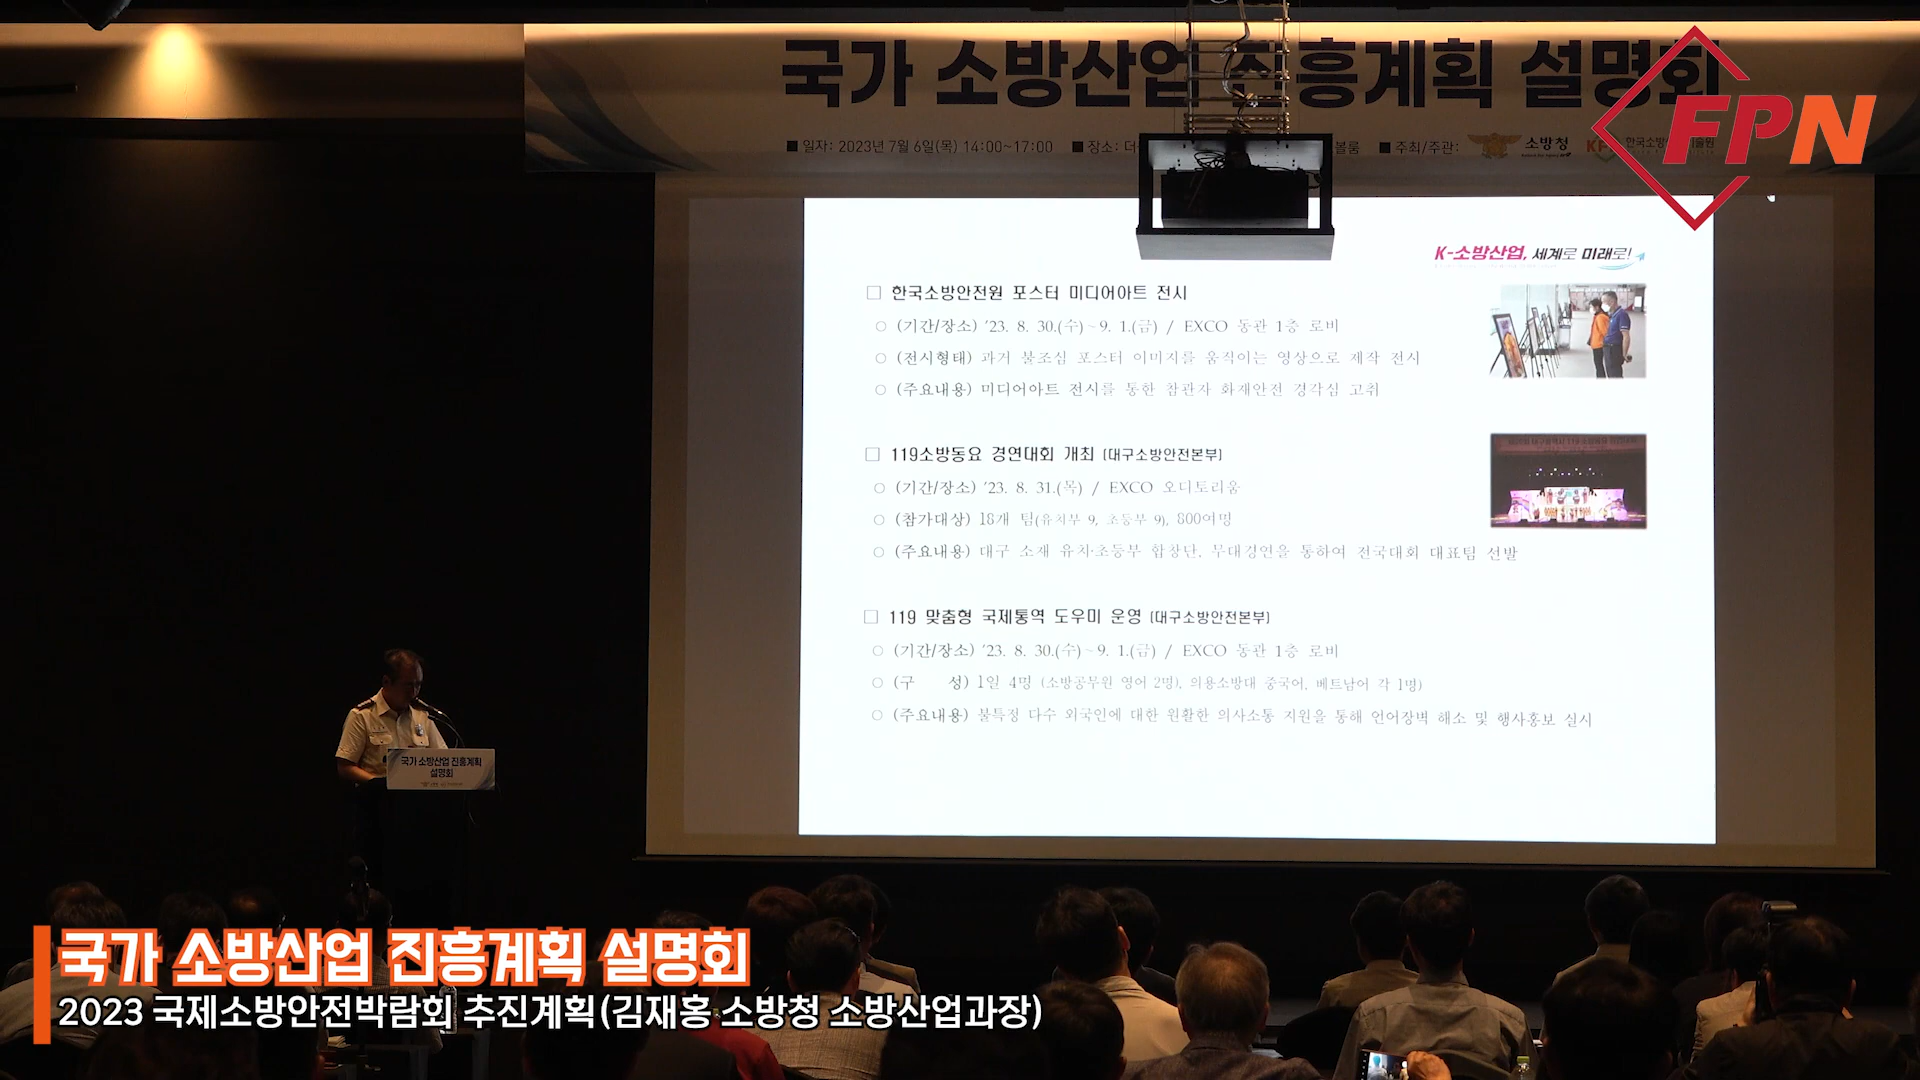 국가 소방산업 진흥계획 설명회
■ 일자: 2023년 7월 6일(목) 14:00~17:00 ■ 장소: 더 볼룸 ■ 주최/주관: 소방청
FPN
K-소방산업, 세계로 미래로!
□ 한국소방안전원 포스터 미디어아트 전시
○ (기간/장소) '23. 8. 30.(수)~9. 1.(금) / EXCO 동관 1층 로비
○ (전시형태) 과거 불조심 포스터 이미지를 움직이는 영상으로 제작 전시
○ (주요내용) 미디어아트 전시를 통한 참관자 화재안전 경각심 고취
□ 119소방동요 경연대회 개최 (대구소방안전본부)
○ (기간/장소) '23. 8. 31.(목) / EXCO 오디토리움
○ (참가대상) 18개 팀(유치부 9, 초등부 9), 800여명
○ (주요내용) 대구 소재 유치·초등부 합창단, 무대경연을 통하여 전국대회 대표팀 선발
□ 119 맞춤형 국제통역 도우미 운영 (대구소방안전본부)
○ (기간/장소) '23. 8. 30.(수)~9. 1.(금) / EXCO 동관 1층 로비
○ (구 성) 1일 4명 (소방공무원 영어 2명), 의용소방대 중국어, 베트남어 각 1명)
○ (주요내용) 불특정 다수 외국인에 대한 원활한 의사소통 지원을 통해 언어장벽 해소 및 행사홍보 실시
국가 소방산업 진흥계획
설명회
국가 소방산업 진흥계획 설명회
2023 국제소방안전박람회 추진계획(김재홍 소방청 소방산업과장)